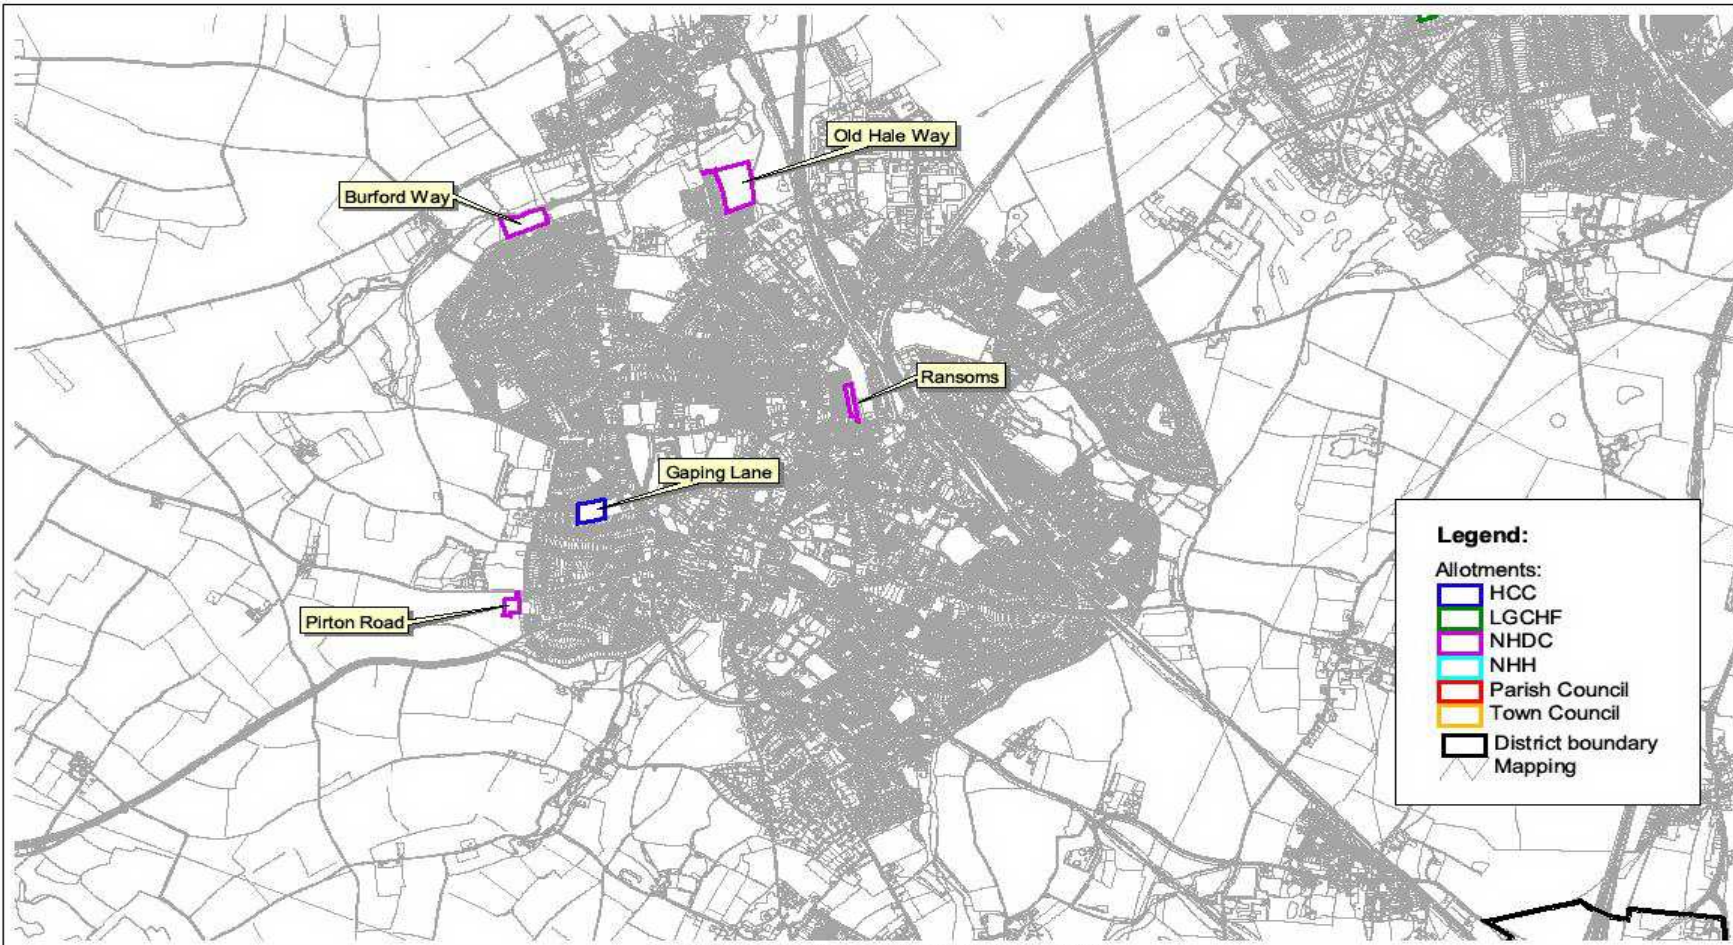 Old Hale Way
Burford Way
Ransoms
Gaping Lane
Pirton Road
Legend:
Allotments:
HCC
LGCHF
NHDC
NHH
Parish Council
Town Council
District boundary
Mapping